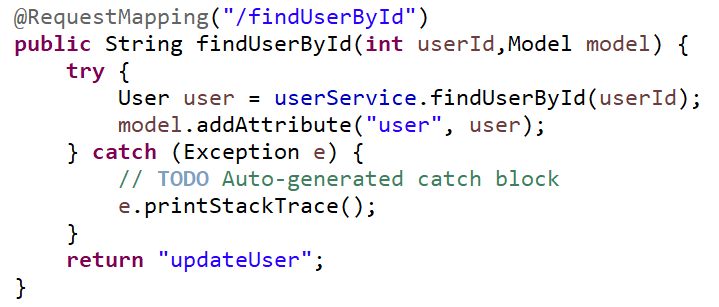 @RequestMapping("/findUserById")
public String findUserById(int userId,Model model) {
    try {
        User user = userService.findUserById(userId);
        model.addAttribute("user", user);
    } catch (Exception e) {
        // TODO Auto-generated catch block
        e.printStackTrace();
    }
    return "updateUser";
}